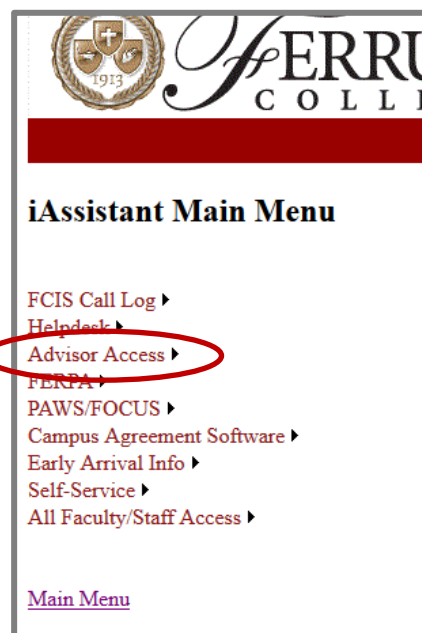 1913
FERRU
COLLE
iAssistant Main Menu
FCIS Call Log
Helpdesk
Advisor Access
FERPA
PAWS/FOCUS
Campus Agreement Software
Early Arrival Info
Self-Service
All Faculty/Staff Access
Main Menu